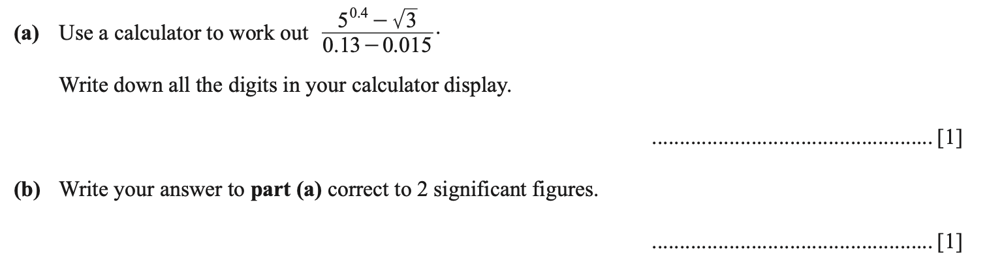 (a) Use a calculator to work out \frac{5^{0.4} - \sqrt{3}}{0.13 - 0.015}.
Write down all the digits in your calculator display.
.................................................. [1]
(b) Write your answer to part (a) correct to 2 significant figures.
.................................................. [1]